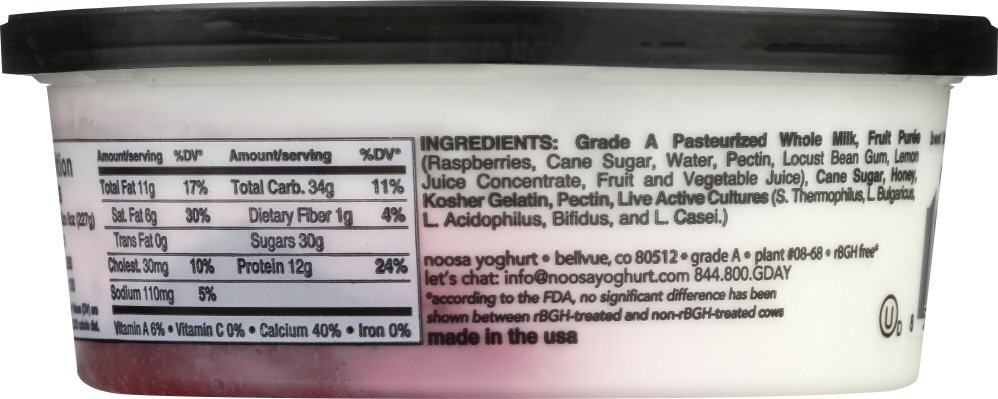 Amount/serving %DV* Amount/serving %DV*
Total Fat 11g 17% Total Carb. 34g 11%
Sat. Fat 6g 30% Dietary Fiber 1g 4%
(227g)
Trans Fat 0g Sugars 30g
Cholest. 30mg 10% Protein 12g 24%
Sodium 110mg 5%
Vitamin A 6% • Vitamin C 0% • Calcium 40% • Iron 0%
INGREDIENTS: Grade A Pasteurized Whole Milk, Fruit Purée
(Raspberries, Cane Sugar, Water, Pectin, Locust Bean Gum, Lemon
Juice Concentrate, Fruit and Vegetable Juice), Cane Sugar, Honey,
Kosher Gelatin, Pectin, Live Active Cultures (S. Thermophilus, L. Bulgaricus,
L. Acidophilus, Bifidus, and L. Casei.)
noosa yoghurt • bellvue, co 80512 • grade A • plant #08-68 • rBGH free*
let's chat: info@noosayoghurt.com 844.800.GDAY
*according to the FDA, no significant difference has been
shown between rBGH-treated and non-rBGH-treated cows
made in the usa
U D 8